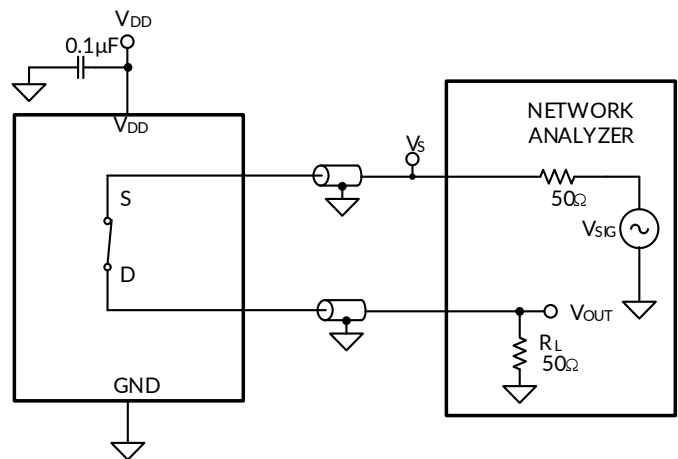 VDD
0.1µF
VDD
NETWORK
ANALYZER
VS
S
50Ω
VSIG
D
VOUT
RL
50Ω
GND